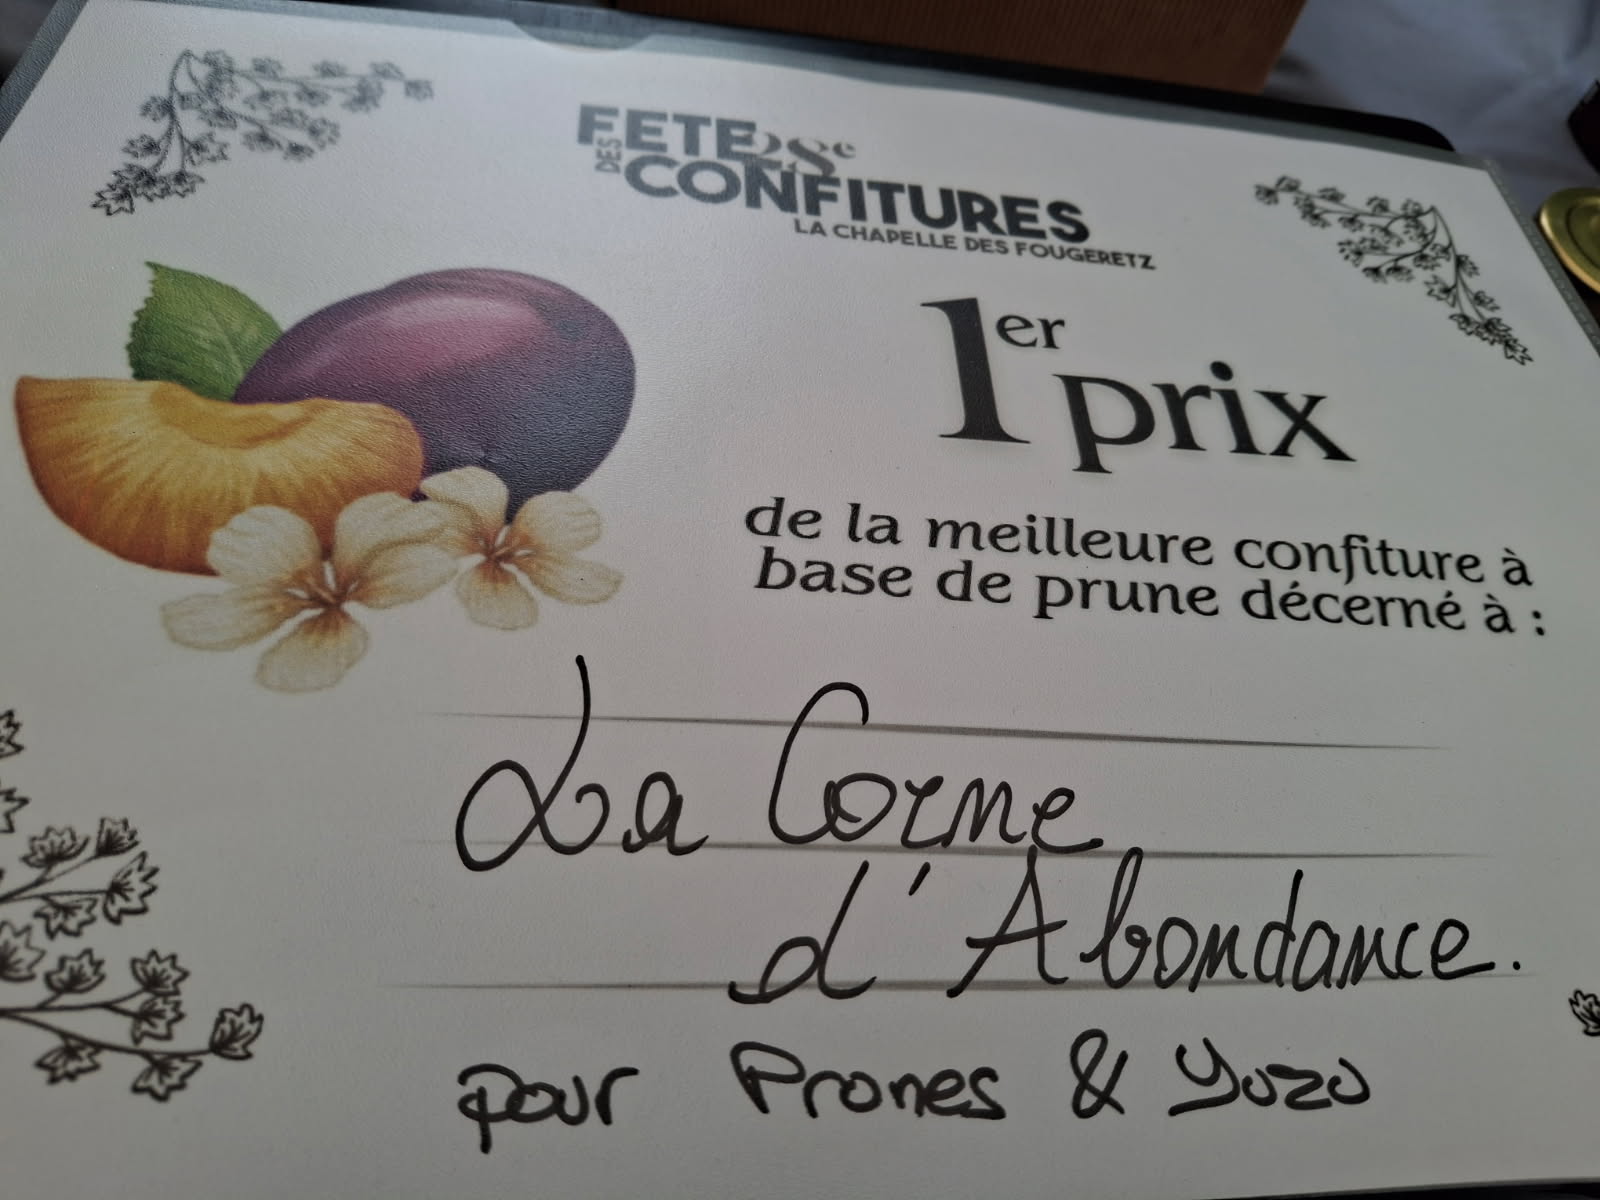 FETE 28e
DES CONFITURES
LA CHAPELLE DES FOUGERETZ
1er prix
de la meilleure confiture à
base de prune décerné à :
La Corne
d'Abondance.
pour Prunes & Yuzu